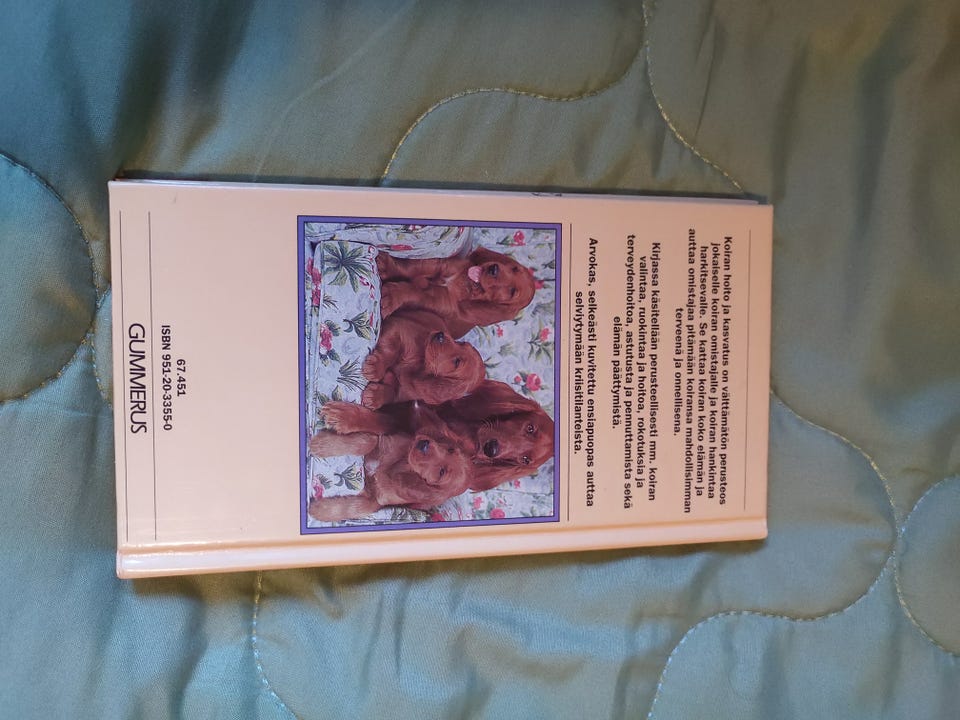 Koiran hoito ja kasvatus on välttämätön perusteos
jokaiselle koiran omistajalle ja koiran hankintaa
harkitsevalle. Se kattaa koiran koko elämän ja
auttaa omistajaa pitämään koiransa mahdollisimman
terveenä ja onnellisena.
Kirjassa käsitellään perusteellisesti mm. koiran
valintaa, ruokintaa ja hoitoa, rokotuksia ja
terveydenhoitoa, astutusta ja pennuttamista sekä
elämän päättymistä.
Arvokas, selkeästi kuvitettu ensiapuopas auttaa
selviytymään kriisitilanteista.
67.451
ISBN 951-20-3355-0
GUMMERUS